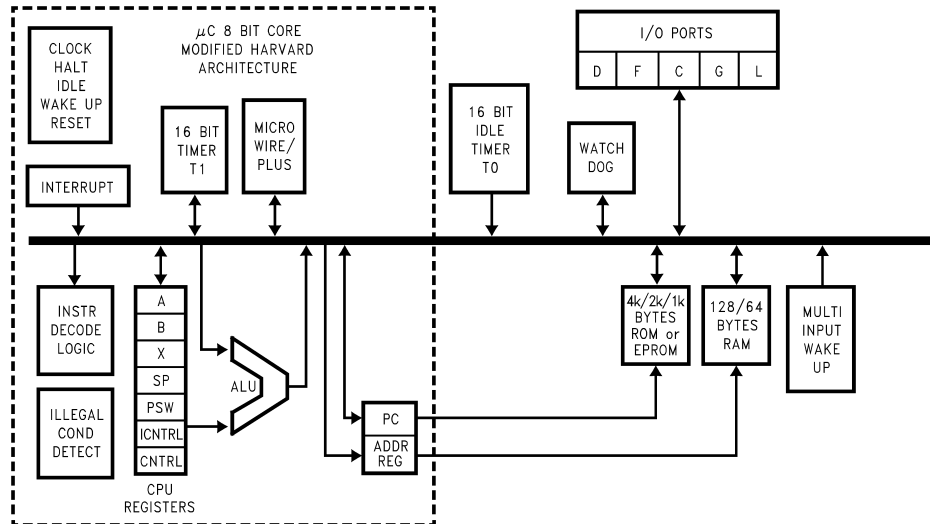 CLOCK
HALT
IDLE
WAKE UP
RESET
μC 8 BIT CORE
MODIFIED HARVARD
ARCHITECTURE
I/O PORTS
D F C G L
INTERRUPT
16 BIT
TIMER
T1
MICRO
WIRE/
PLUS
16 BIT
IDLE
TIMER
T0
WATCH
DOG
INSTR
DECODE
LOGIC
ILLEGAL
COND
DETECT
A
B
X
SP
PSW
ICNTRL
CNTRL
CPU
REGISTERS
ALU
PC
ADDR
REG
4k/2k/1k
BYTES
ROM or
EPROM
128/64
BYTES
RAM
MULTI
INPUT
WAKE
UP